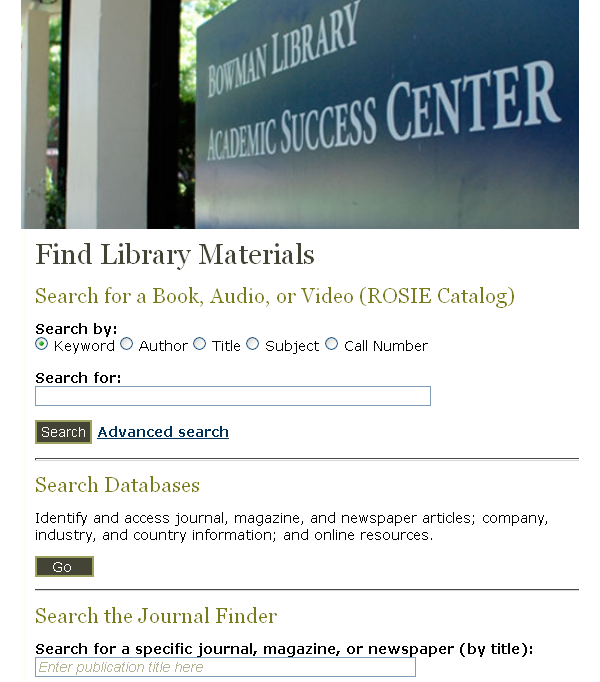 BOWMAN LIBRARY
ACADEMIC SUCCESS CENTER
Find Library Materials
Search for a Book, Audio, or Video (ROSIE Catalog)
Search by:
Keyword Author Title Subject Call Number
Search for:
Search Advanced search
Search Databases
Identify and access journal, magazine, and newspaper articles; company,
industry, and country information; and online resources.
Go
Search the Journal Finder
Search for a specific journal, magazine, or newspaper (by title):
Enter publication title here